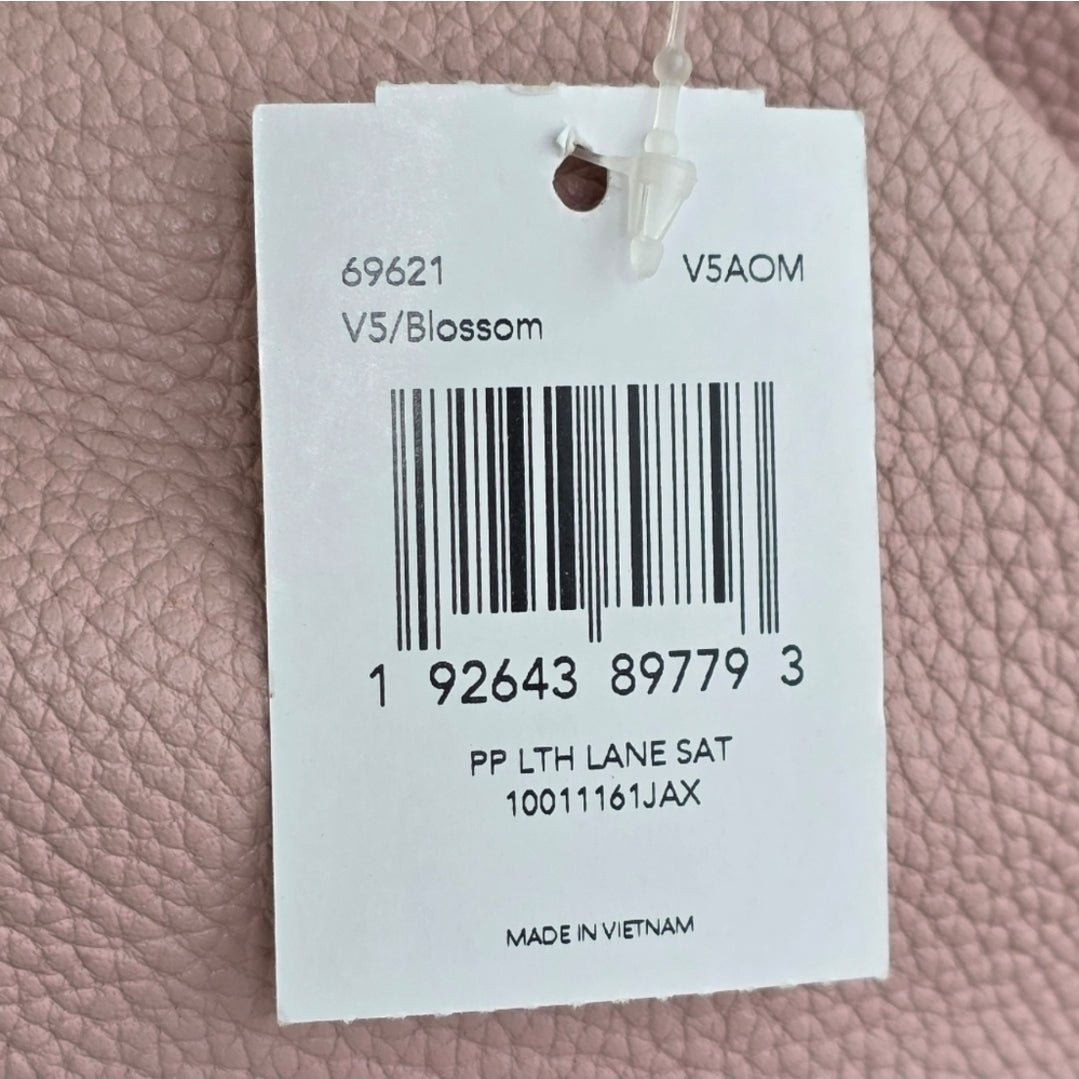 69621 V5AOM
V5/Blossom
1 92643 89779 3
PP LTH LANE SAT
10011161JAX
MADE IN VIETNAM